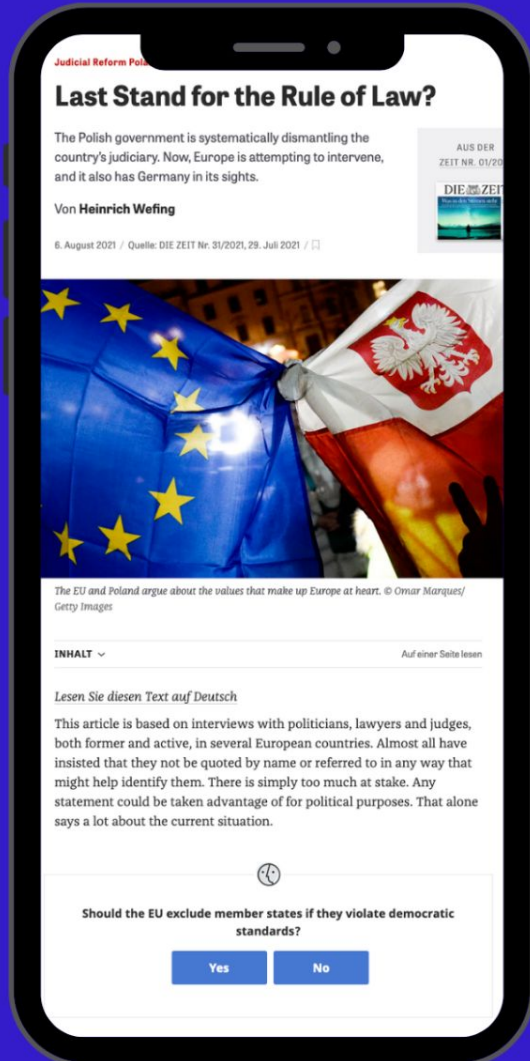 Judicial Reform Pola
Last Stand for the Rule of Law?
The Polish government is systematically dismantling the
country's judiciary. Now, Europe is attempting to intervene,
and it also has Germany in its sights.
Von Heinrich Wefing
6. August 2021 / Quelle: DIE ZEIT Nr. 31/2021, 29. Juli 2021 /
AUS DER
ZEIT NR. 01/20
DIE ZEIT
The EU and Poland argue about the values that make up Europe at heart. © Omar Marques/
Getty Images
INHALT
Auf einer Seite lesen
Lesen Sie diesen Text auf Deutsch
This article is based on interviews with politicians, lawyers and judges,
both former and active, in several European countries. Almost all have
insisted that they not be quoted by name or referred to in any way that
might help identify them. There is simply too much at stake. Any
statement could be taken advantage of for political purposes. That alone
says a lot about the current situation.
Should the EU exclude member states if they violate democratic
standards?
Yes
No